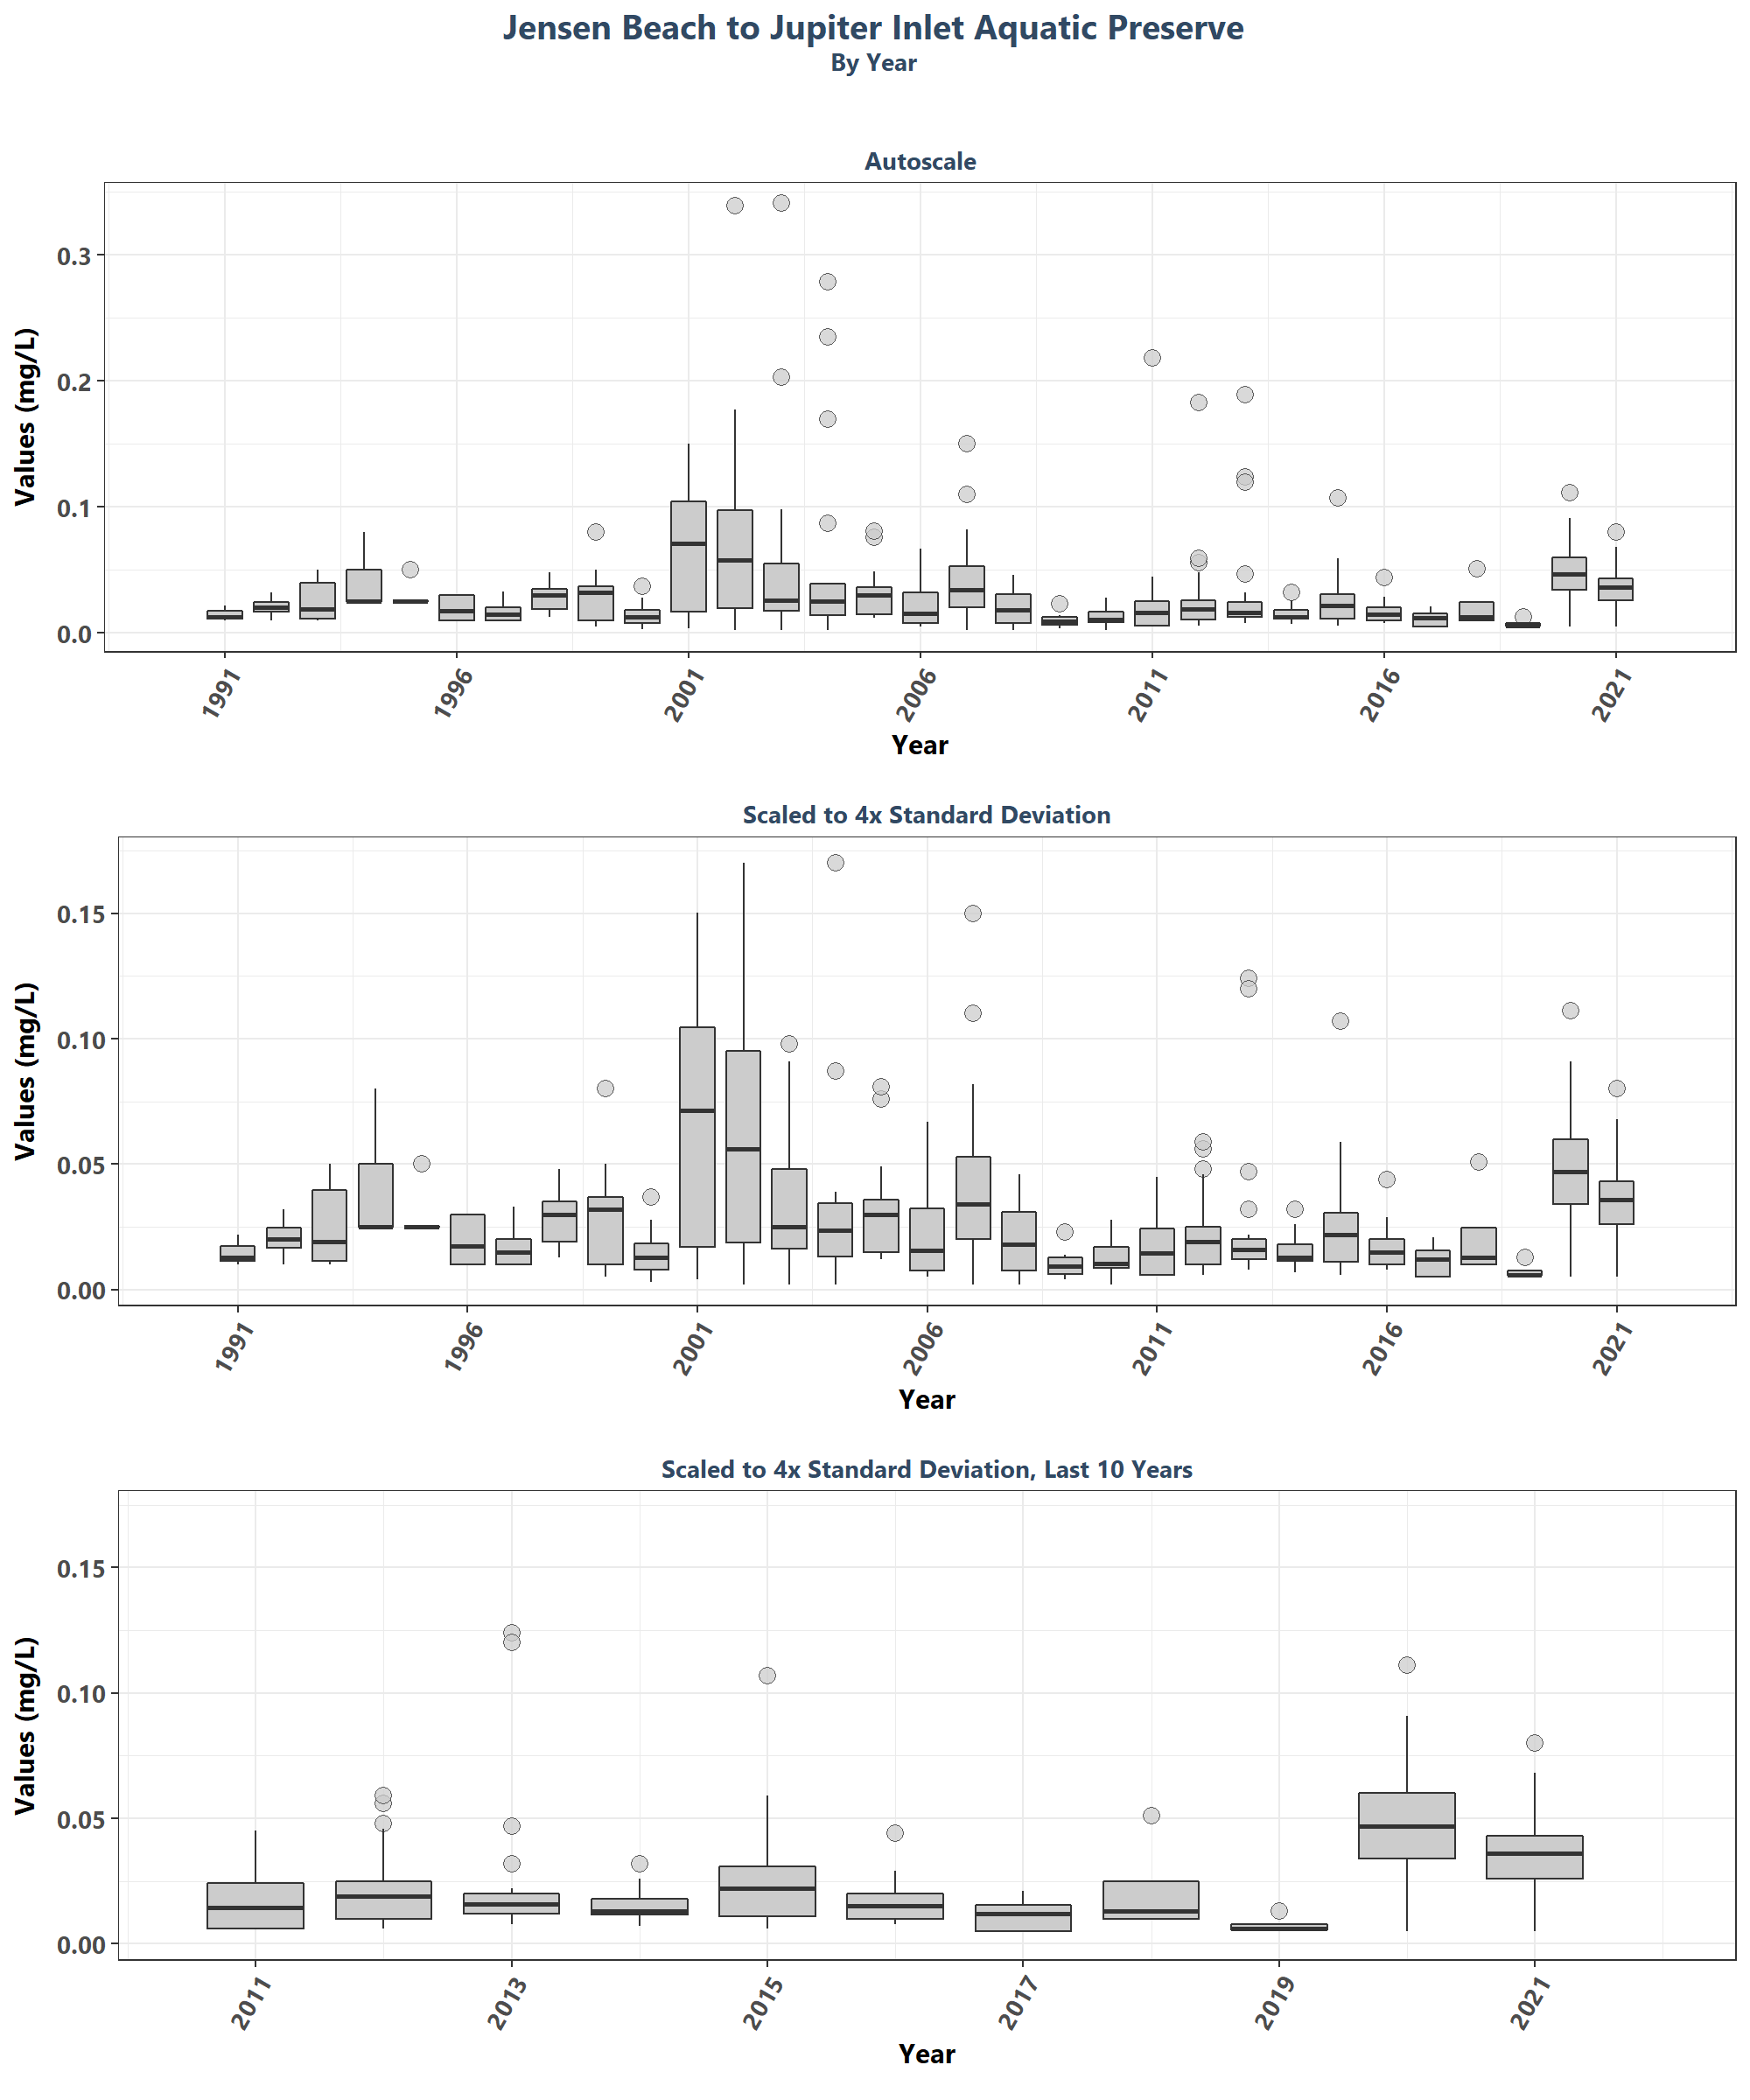 Jensen Beach to Jupiter Inlet Aquatic Preserve
By Year
Autoscale
Values (mg/L)
0.3
0.2
0.1
0.0
1991
1996
2001
2006
2011
2016
2021
Year
Scaled to 4x Standard Deviation
Values (mg/L)
0.15
0.10
0.05
0.00
1991
1996
2001
2006
2011
2016
2021
Year
Scaled to 4x Standard Deviation, Last 10 Years
Values (mg/L)
0.15
0.10
0.05
0.00
2011
2013
2015
2017
2019
2021
Year